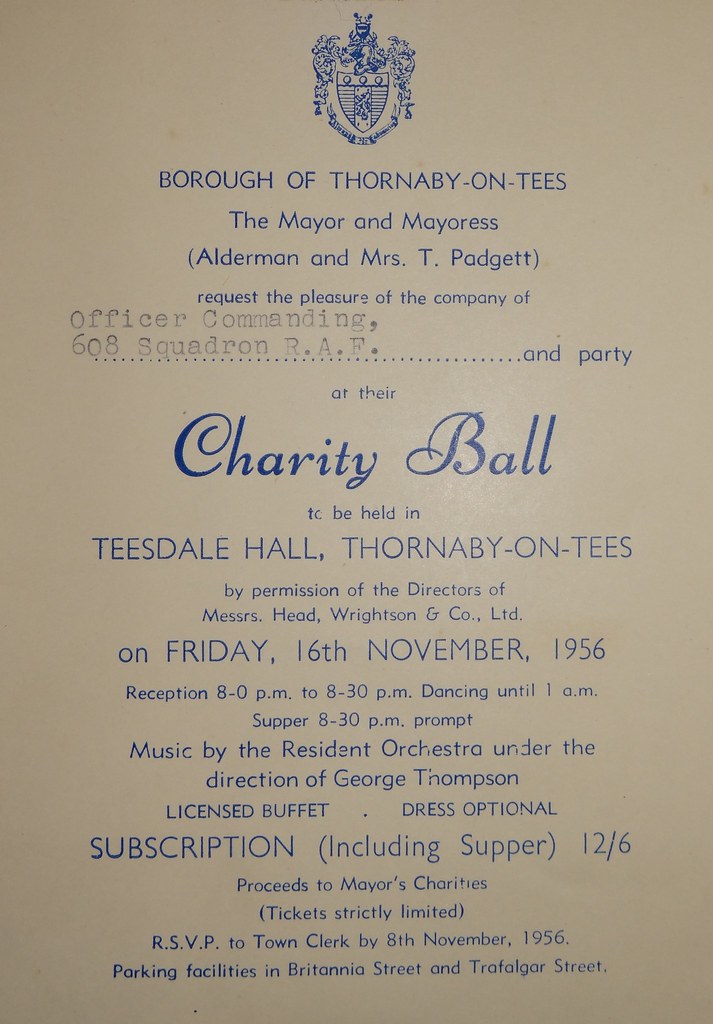 BOROUGH OF THORNABY-ON-TEES
The Mayor and Mayoress
(Alderman and Mrs. T. Padgett)
request the pleasure of the company of
Officer Commanding,
608 Squadron R.A.F. and party
at their
Charity Ball
to be held in
TEESDALE HALL, THORNABY-ON-TEES
by permission of the Directors of
Messrs. Head, Wrightson & Co., Ltd.
on FRIDAY, 16th NOVEMBER, 1956
Reception 8-0 p.m. to 8-30 p.m. Dancing until 1 a.m.
Supper 8-30 p.m. prompt
Music by the Resident Orchestra under the
direction of George Thompson
LICENSED BUFFET . DRESS OPTIONAL
SUBSCRIPTION (Including Supper) 12/6
Proceeds to Mayor's Charities
(Tickets strictly limited)
R.S.V.P. to Town Clerk by 8th November, 1956.
Parking facilities in Britannia Street and Trafalgar Street.